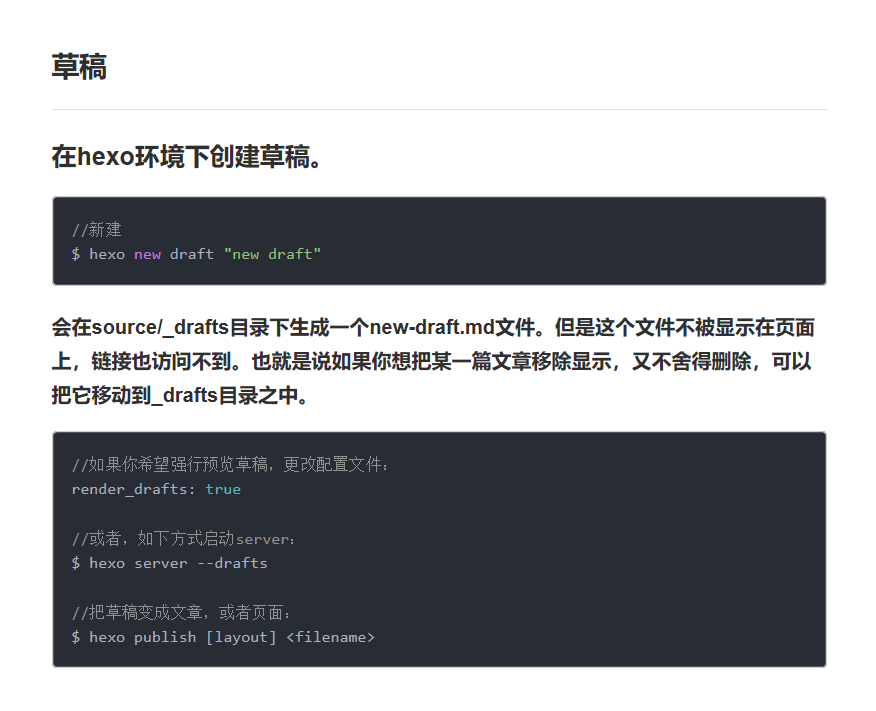 草稿
在hexo环境下创建草稿。
//新建
$ hexo new draft "new draft"
会在source/_drafts目录下生成一个new-draft.md文件。但是这个文件不被显示在页面
上，链接也访问不到。也就是说如果你想把某一篇文章移除显示，又不舍得删除，可以
把它移动到_drafts目录之中。
//如果你希望强行预览草稿，更改配置文件：
render_drafts: true
//或者，如下方式启动server：
$ hexo server --drafts
//把草稿变成文章，或者页面：
$ hexo publish [layout] <filename>